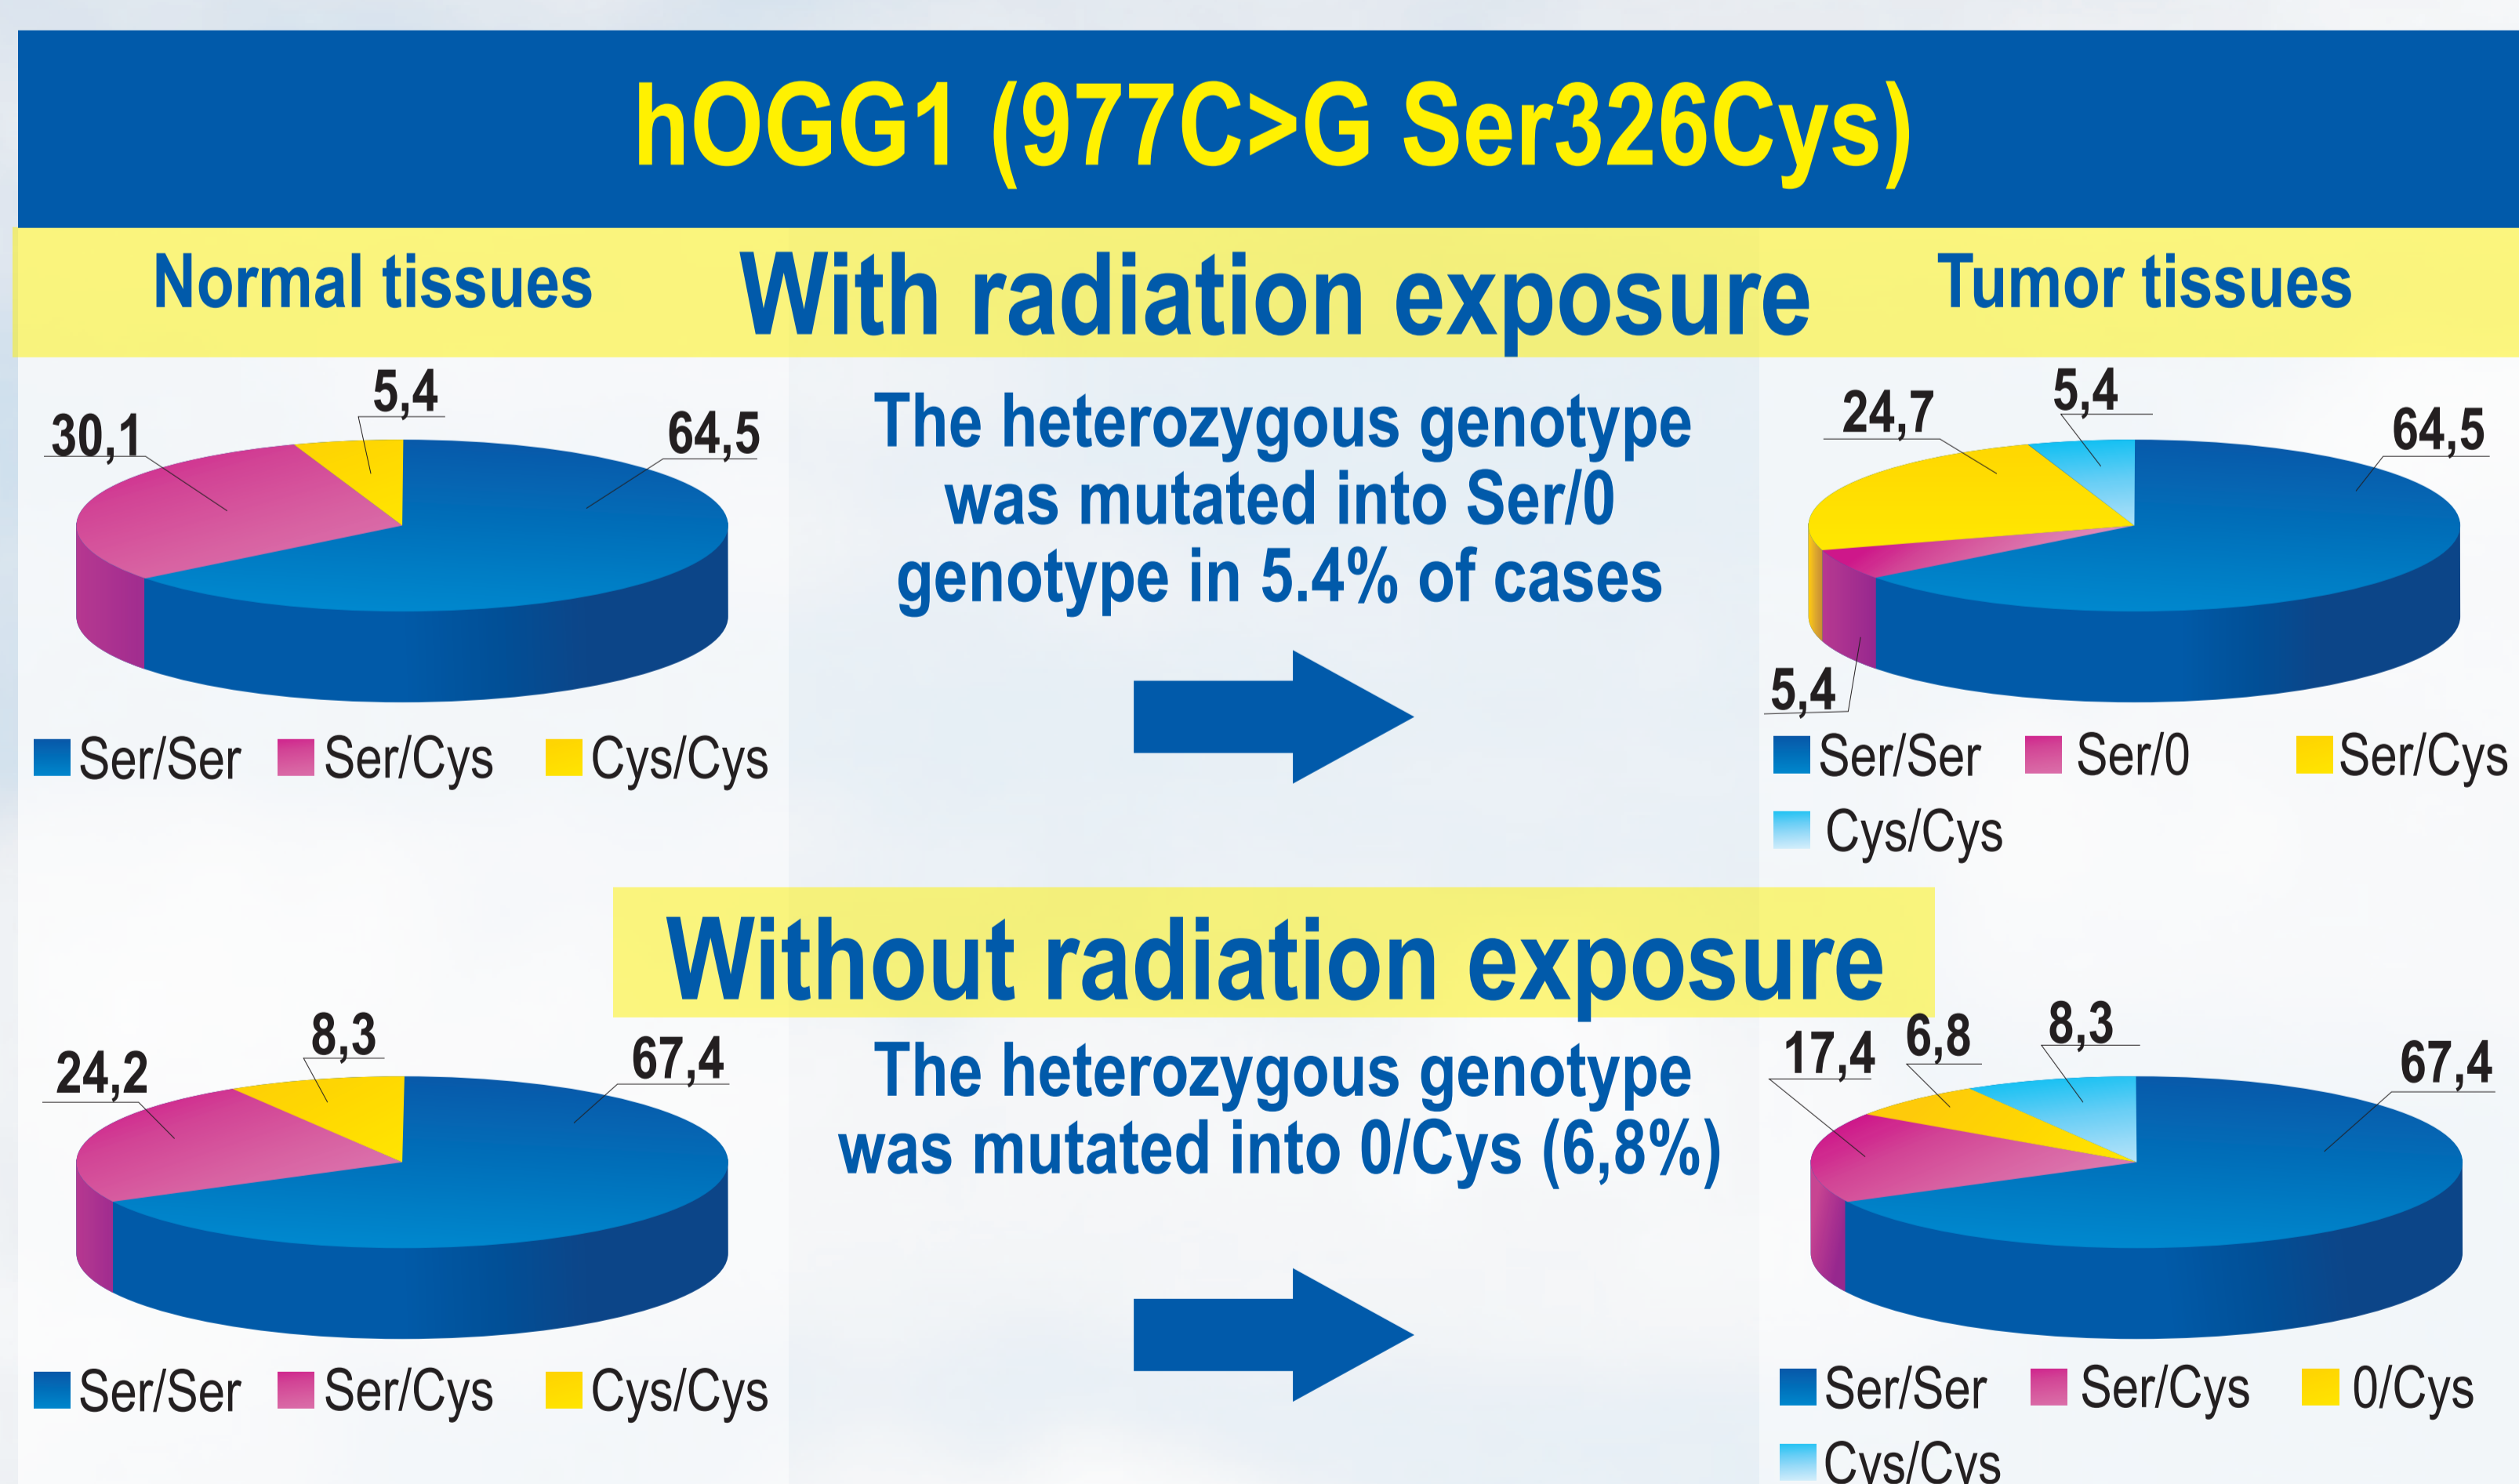 hOGG1 (977C>G Ser326Cys)
Normal tissues
With radiation exposure
Tumor tissues
30,1
5,4
64,5
Ser/Ser
Ser/Cys
Cys/Cys
The heterozygous genotype
was mutated into Ser/0
genotype in 5.4% of cases
24,7
5,4
64,5
5,4
Ser/Ser
Ser/0
Ser/Cys
Cys/Cys
Without radiation exposure
24,2
8,3
67,4
Ser/Ser
Ser/Cys
Cys/Cys
The heterozygous genotype
was mutated into 0/Cys (6,8%)
17,4
6,8
8,3
67,4
Ser/Ser
Ser/Cys
0/Cys
Cys/Cys